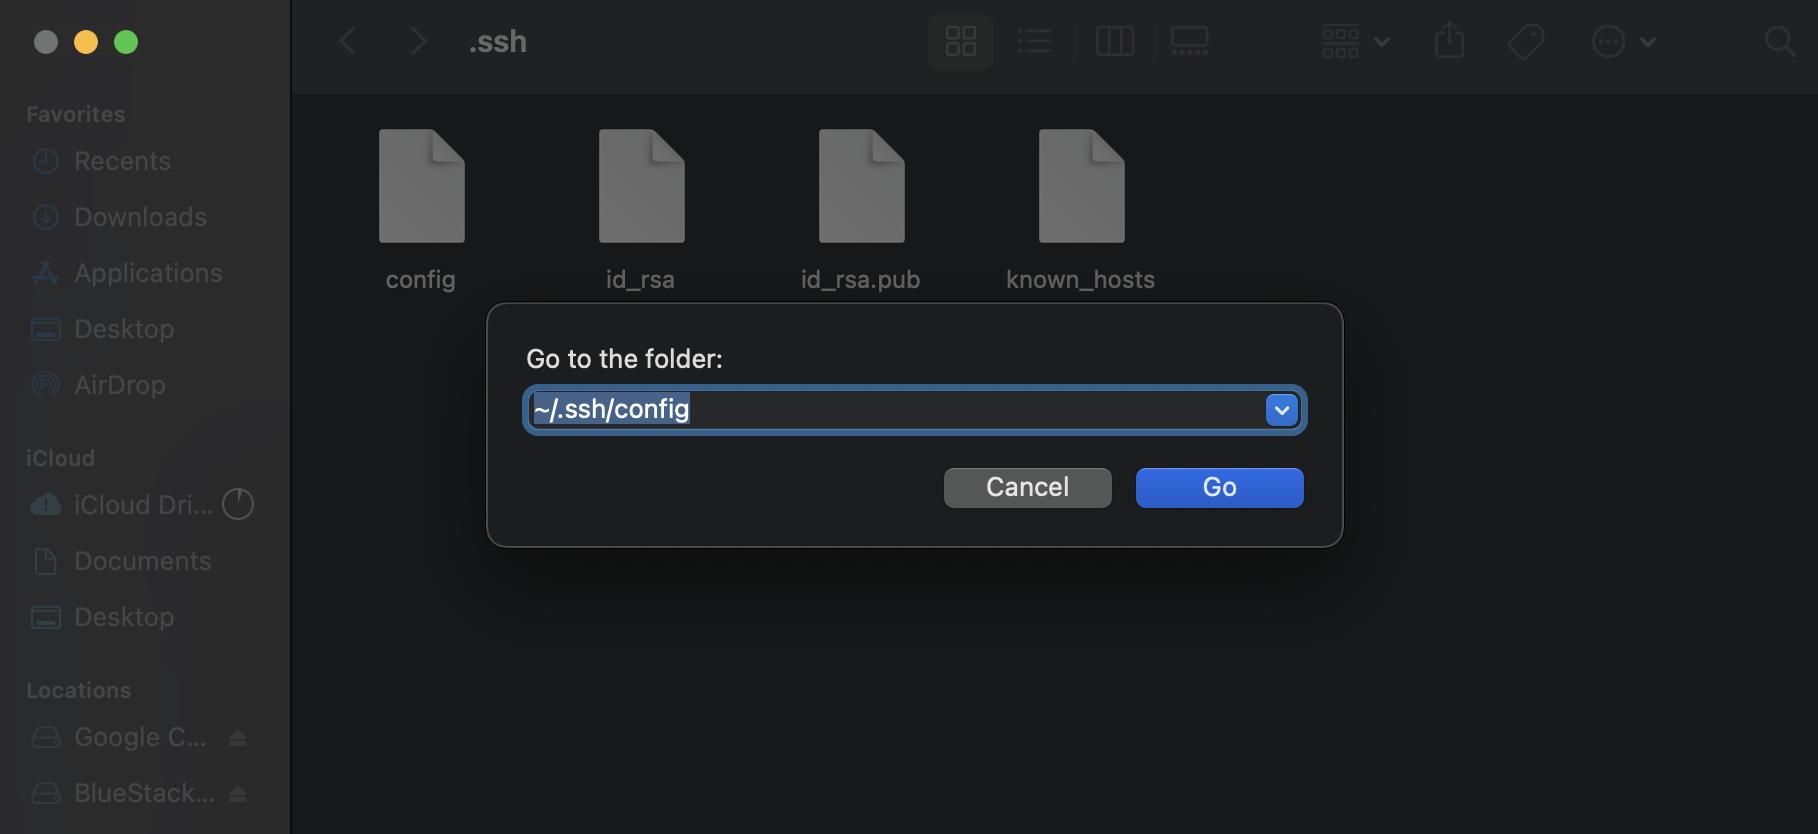 .ssh
Favorites
Recents
Downloads
Applications
Desktop
AirDrop
iCloud
iCloud Dri...
Documents
Desktop
Locations
Google C...
BlueStack...
config
id_rsa
id_rsa.pub
known_hosts
Go to the folder:
~/.ssh/config
Cancel
Go